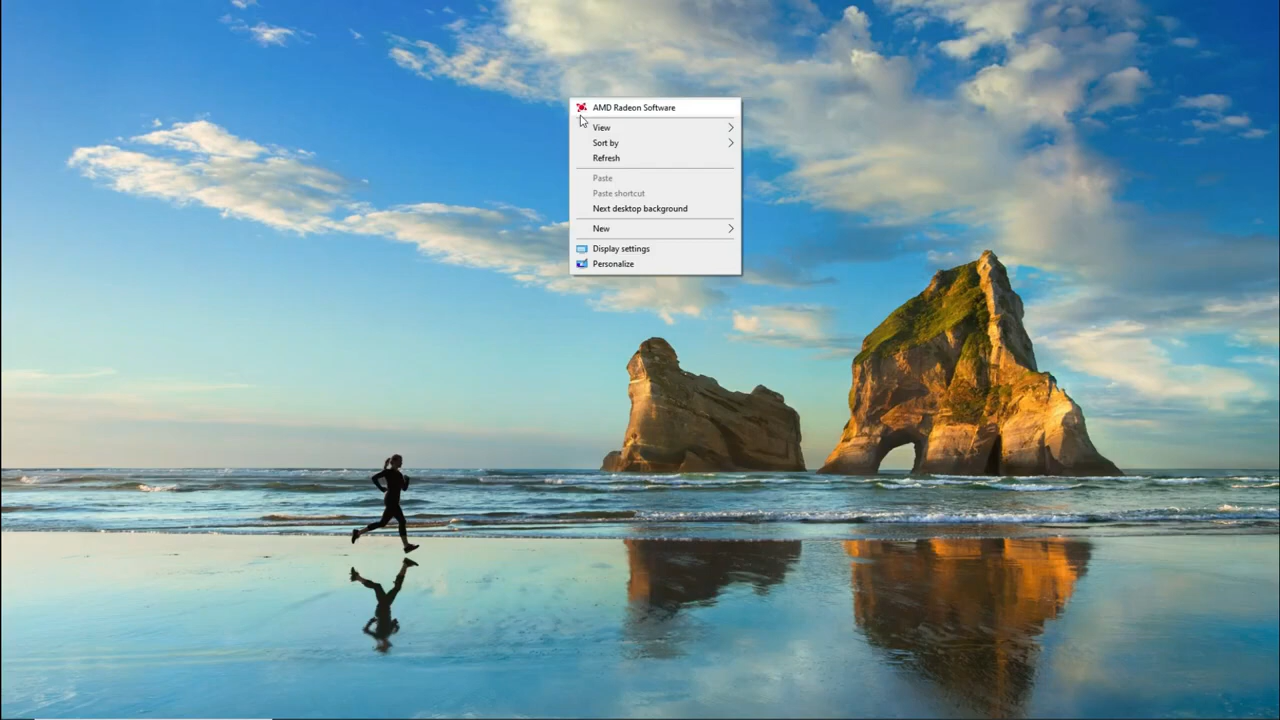 AMD Radeon Software
View
Sort by
Refresh
Paste
Paste shortcut
Next desktop background
New
Display settings
Personalize